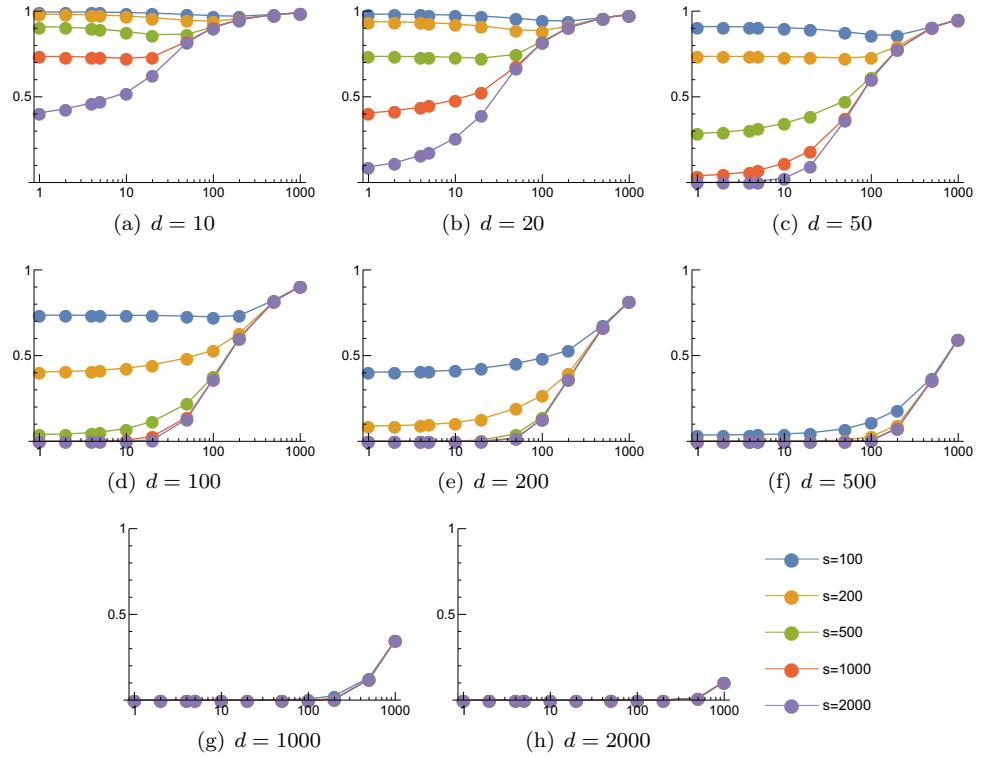 1
0.5
1 10 100 1000
(a) d = 10
1
0.5
1 10 100 1000
(b) d = 20
1
0.5
1 10 100 1000
(c) d = 50
1
0.5
1 10 100 1000
(d) d = 100
1
0.5
1 10 100 1000
(e) d = 200
1
0.5
1 10 100 1000
(f) d = 500
1
0.5
1 10 100 1000
(g) d = 1000
1
0.5
1 10 100 1000
(h) d = 2000
s=100
s=200
s=500
s=1000
s=2000